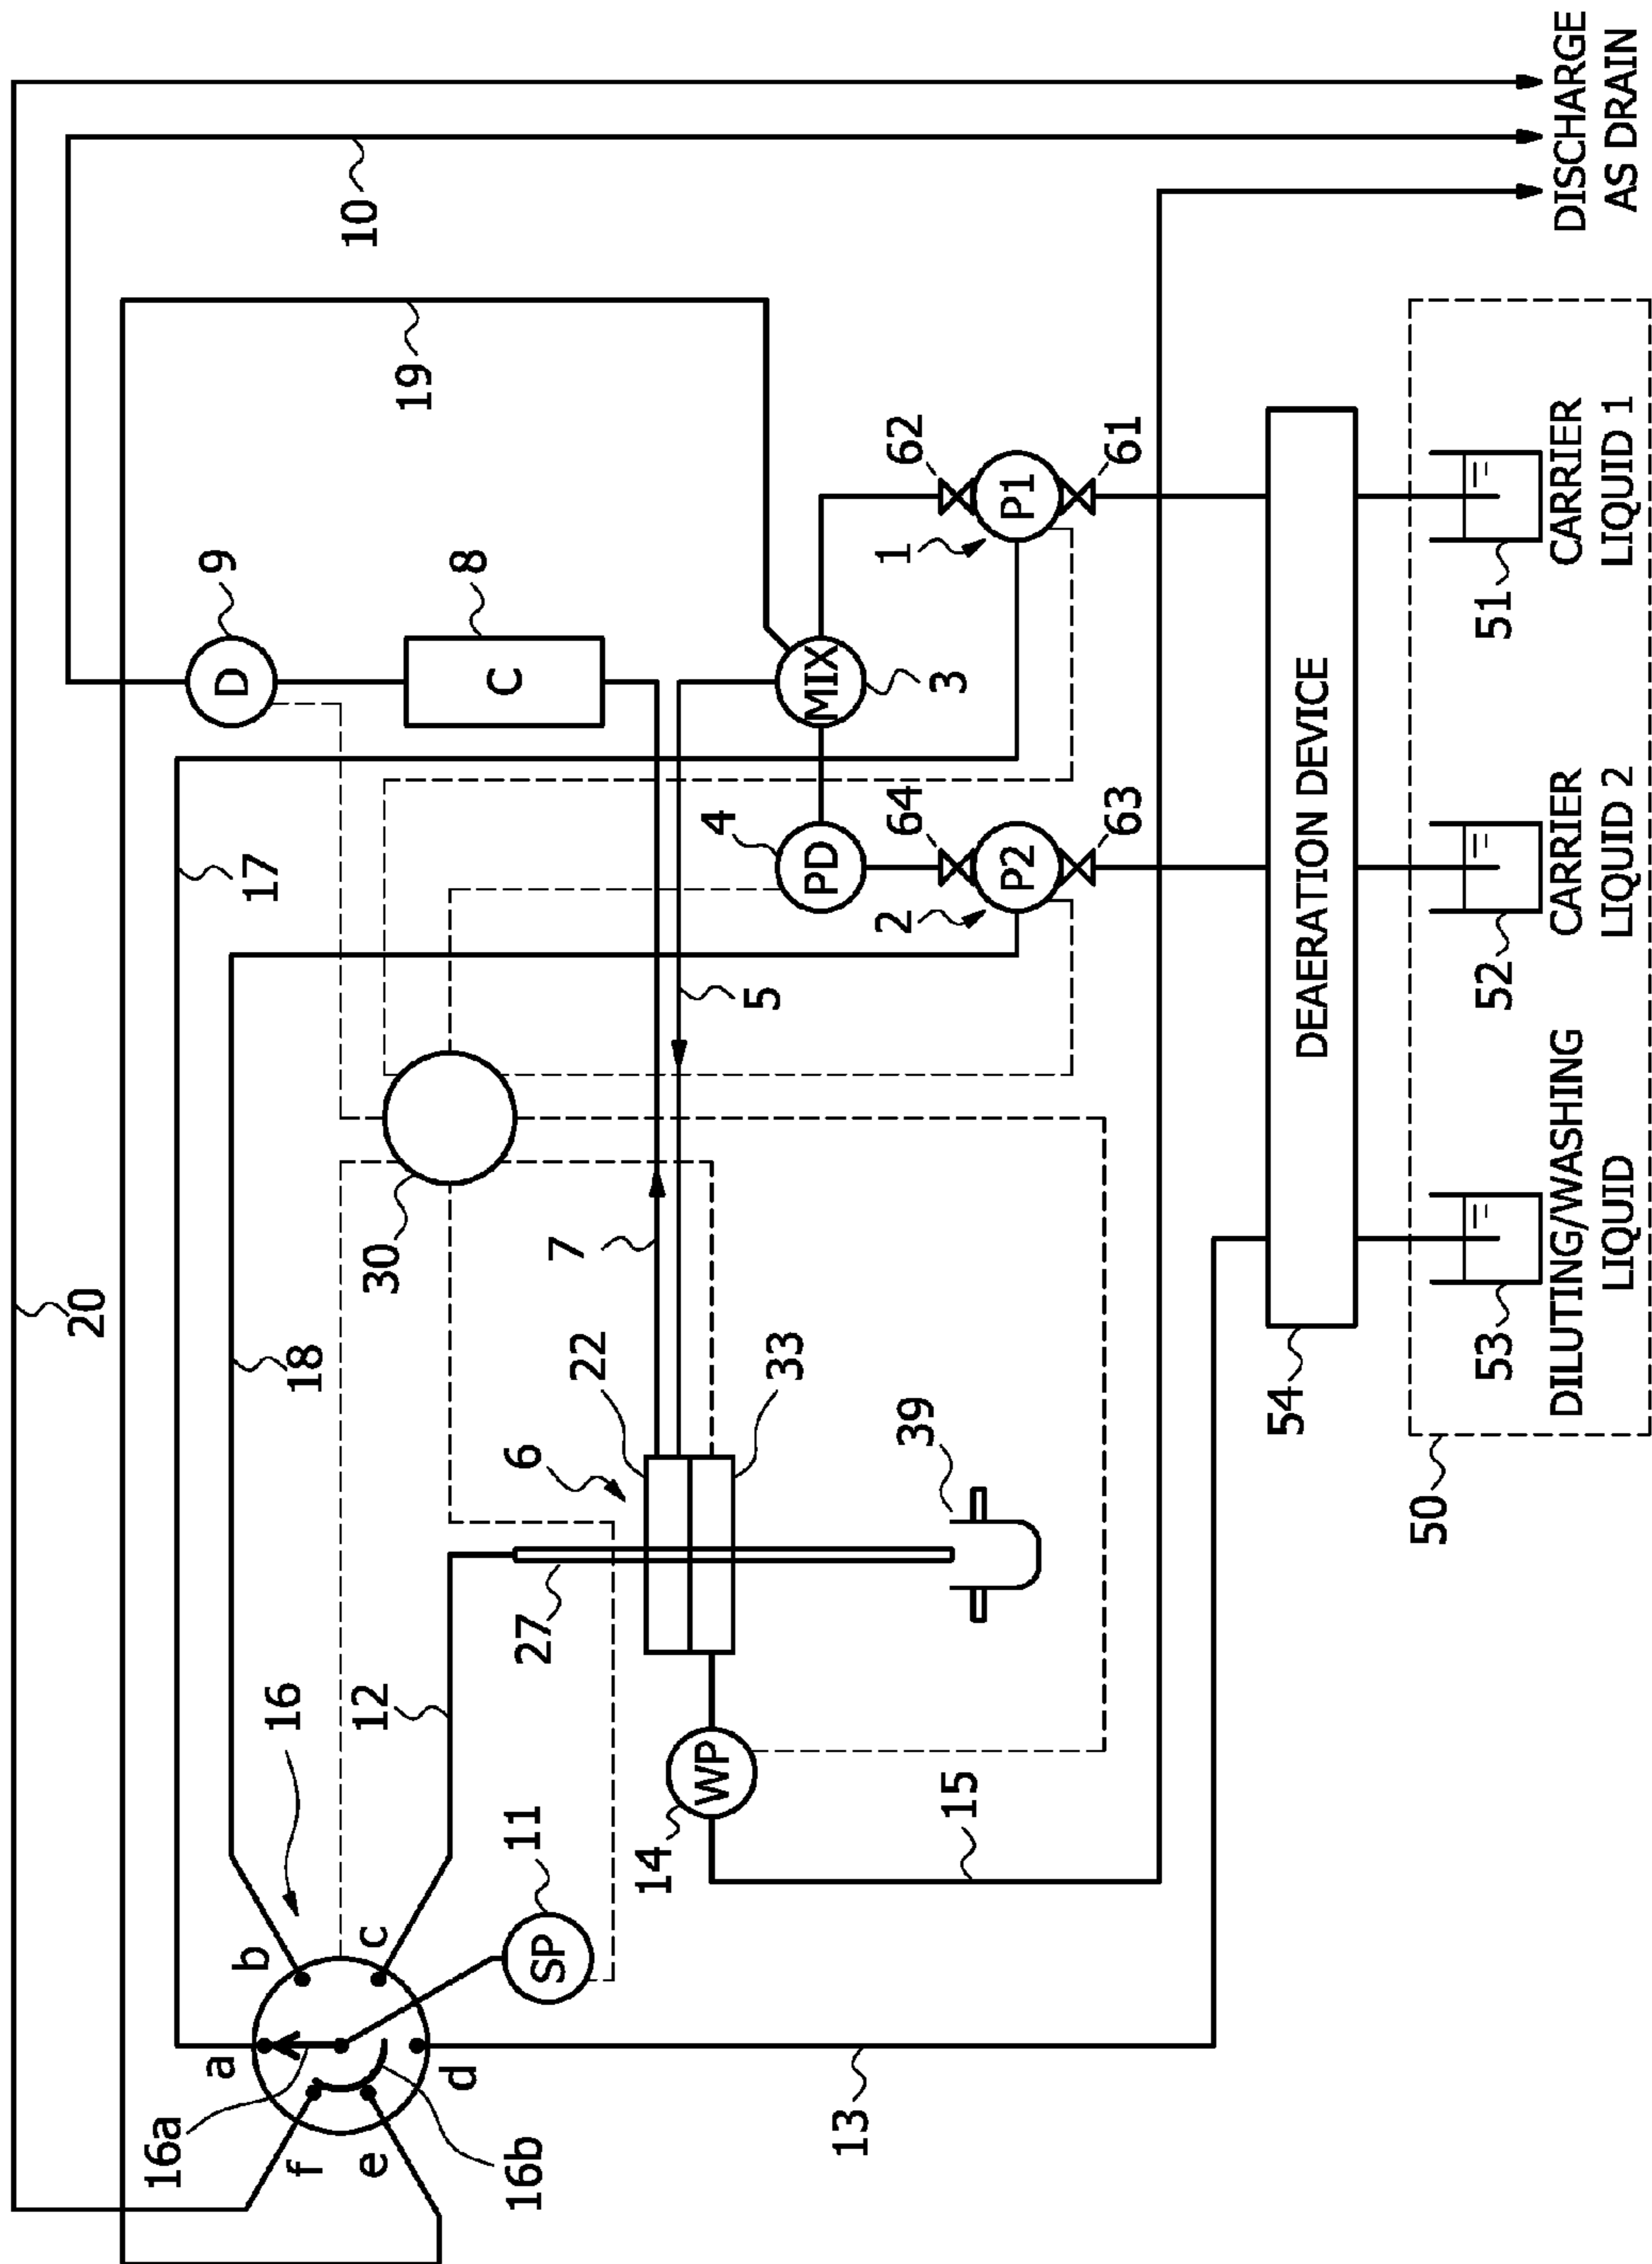 20
10
19
17
18
9
D
8
C
62
61
1
P1
MIX
3
4
PD
64
63
2
P2
5
7
30
22
33
6
39
27
12
16
11
SP
14
WP
15
13
a
b
c
d
e
f
16a
16b
DEAERATION DEVICE
54
50
51
CARRIER
LIQUID 1
52
CARRIER
LIQUID 2
53
DILUTING/WASHING
LIQUID
DISCHARGE
AS DRAIN